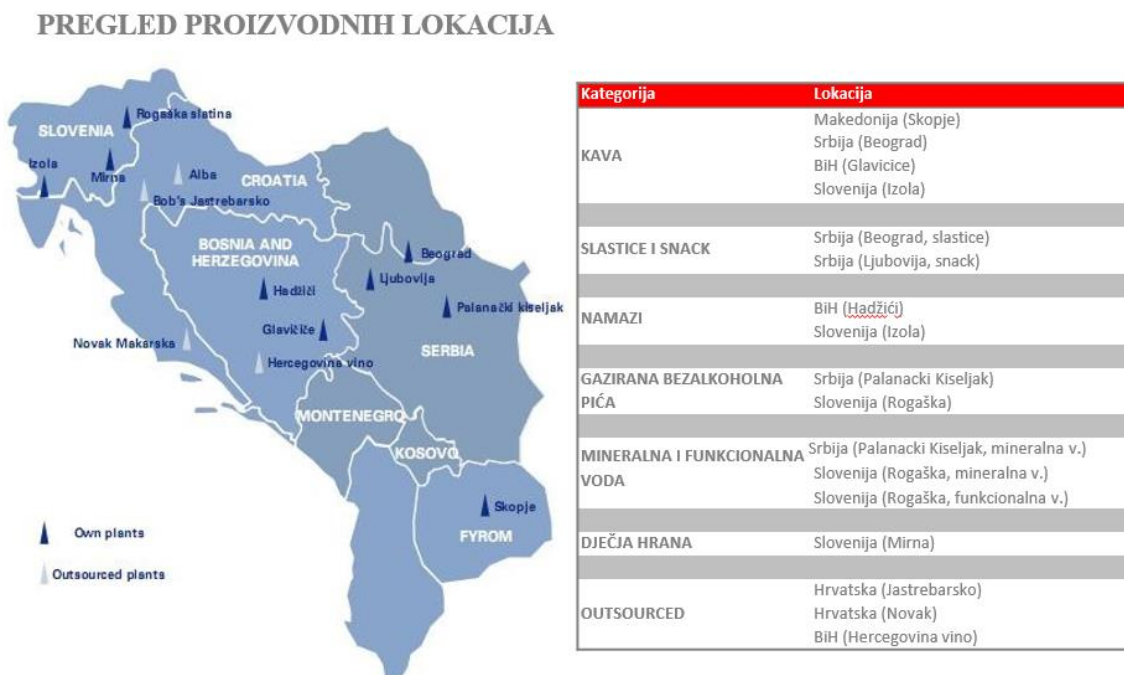 PREGLED PROIZVODNIH LOKACIJA
Rogaška slatina
SLOVENIA
Izola
Mirna
Alba
CROATIA
Bob's Jastrebarsko
BOSNIA AND
HERZEGOVINA
Beograd
Ljubovija
Hadžići
Palanački kiseljak
Glavičiče
Novak Makarska
Hercegovina vino
SERBIA
MONTENEGRO
KOSOVO
Skopje
FYROM
Own plants
Outsourced plants
Kategorija Lokacija
KAVA
Makedonija (Skopje)
Srbija (Beograd)
BiH (Glavicice)
Slovenija (Izola)
SLASTICE I SNACK
Srbija (Beograd, slastice)
Srbija (Ljubovija, snack)
NAMAZI
BiH (Hadžići)
Slovenija (Izola)
GAZIRANA BEZALKOHOLNA
PIĆA
Srbija (Palanacki Kiseljak)
Slovenija (Rogaška)
MINERALNA I FUNKCIONALNA
VODA
Srbija (Palanacki Kiseljak, mineralna v.)
Slovenija (Rogaška, mineralna v.)
Slovenija (Rogaška, funkcionalna v.)
DJEČJA HRANA
Slovenija (Mirna)
OUTSOURCED
Hrvatska (Jastrebarsko)
Hrvatska (Novak)
BiH (Hercegovina vino)